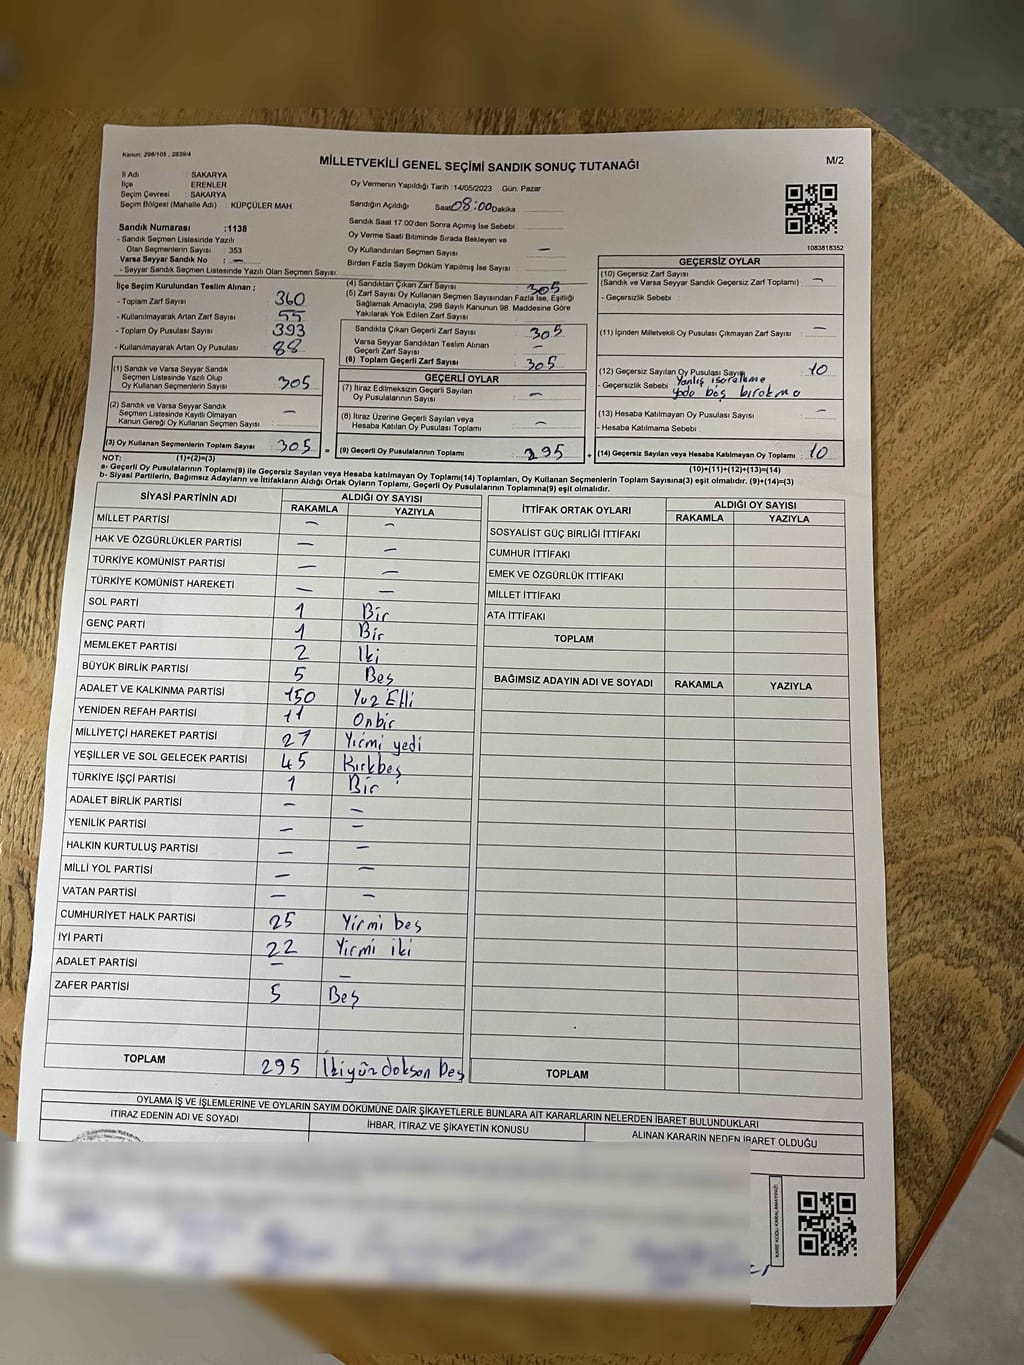 Kanun: 298/105 , 2839/4
MİLLETVEKİLİ GENEL SEÇİMİ SANDIK SONUÇ TUTANAĞI
M/2
İl Adı : SAKARYA
İlçe : ERENLER
Seçim Çevresi : SAKARYA
Seçim Bölgesi (Mahalle Adı) : KÜPÇÜLER MAH.
Oy Vermenin Yapıldığı Tarih : 14/05/2023 Gün: Pazar
Sandığın Açıldığı Saat 08:00 Dakika
Sandık Saat 17:00'den Sonra Açımış İse Sebebi :
Oy Verme Saati Bitiminde Sırada Bekleyen ve
Oy Kullandırılan Seçmen Sayısı : —
Birden Fazla Sayım Döküm Yapılmış İse Sayısı :
1083818352
Sandık Numarası :1138
- Sandık Seçmen Listesinde Yazılı
Olan Seçmenlerin Sayısı : 353
Varsa Seyyar Sandık No : —
- Seyyar Sandık Seçmen Listesinde Yazılı Olan Seçmen Sayısı
İlçe Seçim Kurulundan Teslim Alınan ;
- Toplam Zarf Sayısı : 360
- Kullanılmayarak Artan Zarf Sayısı : 55
- Toplam Oy Pusulası Sayısı : 393
- Kullanılmayarak Artan Oy Pusulası : 88
(1) Sandık ve Varsa Seyyar Sandık
Seçmen Listesinde Yazılı Olup
Oy Kullanan Seçmenlerin Sayısı : 305
(2) Sandık ve Varsa Seyyar Sandık
Seçmen Listesinde Kayıtlı Olmayan
Kanun Gereği Oy Kullanan Seçmen Sayısı : —
(3) Oy Kullanan Seçmenlerin Toplam Sayısı : 305 =
(4) Sandıktan Çıkan Zarf Sayısı : 305
(5) Zarf Sayısı Oy Kullanan Seçmen Sayısından Fazla İse, Eşitliği
Sağlamak Amacıyla, 298 Sayılı Kanunun 98. Maddesine Göre
Yakılarak Yok Edilen Zarf Sayısı :
Sandıkta Çıkan Geçerli Zarf Sayısı : 305
Varsa Seyyar Sandıktan Teslim Alınan
Geçerli Zarf Sayısı : —
(6) Toplam Geçerli Zarf Sayısı : 305
GEÇERLİ OYLAR
(7) İtiraz Edilmeksizin Geçerli Sayılan
Oy Pusulalarının Sayısı : —
(8) İtiraz Üzerine Geçerli Sayılan veya
Hesaba Katılan Oy Pusulası Toplamı : —
(9) Geçerli Oy Pusulalarının Toplamı : 295 +
GEÇERSİZ OYLAR
(10) Geçersiz Zarf Sayısı
(Sandık ve Varsa Seyyar Sandık Geçersiz Zarf Toplamı) : —
- Geçersizlik Sebebi :
(11) İçinden Milletvekili Oy Pusulası Çıkmayan Zarf Sayısı : —
(12) Geçersiz Sayılan Oy Pusulası Sayısı : 10
- Geçersizlik Sebebi : Yanlış işaretleme
yada boş bırakma
(13) Hesaba Katılmayan Oy Pusulası Sayısı : —
- Hesaba Katılmama Sebebi :
(14) Geçersiz Sayılan veya Hesaba Katılmayan Oy Toplamı : 10
NOT: (1)+(2)=(3)
(10)+(11)+(12)+(13)=(14)
a- Geçerli Oy Pusulalarının Toplamı(9) ile Geçersiz Sayılan veya Hesaba katılmayan Oy Toplamı(14) Toplamları, Oy Kullanan Seçmenlerin Toplam Sayısına(3) eşit olmalıdır. (9)+(14)=(3)
b- Siyasi Partilerin, Bağımsız Adayların ve İttifakların Aldığı Ortak Oyların Toplamı, Geçerli Oy Pusulalarının Toplamına(9) eşit olmalıdır.
SİYASİ PARTİNİN ADI
ALDIĞI OY SAYISI
RAKAMLA YAZIYLA
MİLLET PARTİSİ — —
HAK VE ÖZGÜRLÜKLER PARTİSİ — —
TÜRKİYE KOMÜNİST PARTİSİ — —
TÜRKİYE KOMÜNİST HAREKETİ — —
SOL PARTİ 1 Bir
GENÇ PARTİ 1 Bir
MEMLEKET PARTİSİ 2 İki
BÜYÜK BİRLİK PARTİSİ 5 Beş
ADALET VE KALKINMA PARTİSİ 150 Yüz Elli
YENİDEN REFAH PARTİSİ 11 Onbir
MİLLİYETÇİ HAREKET PARTİSİ 27 Yirmi yedi
YEŞİLLER VE SOL GELECEK PARTİSİ 45 Kırkbeş
TÜRKİYE İŞÇİ PARTİSİ 1 Bir
ADALET BİRLİK PARTİSİ — —
YENİLİK PARTİSİ — —
HALKIN KURTULUŞ PARTİSİ — —
MİLLİ YOL PARTİSİ — —
VATAN PARTİSİ — —
CUMHURİYET HALK PARTİSİ 25 Yirmi beş
İYİ PARTİ 22 Yirmi iki
ADALET PARTİSİ — —
ZAFER PARTİSİ 5 Beş
TOPLAM 295 İkiyüzdoksan beş
İTTİFAK ORTAK OYLARI
ALDIĞI OY SAYISI
RAKAMLA YAZIYLA
SOSYALİST GÜÇ BİRLİĞİ İTTİFAKI
CUMHUR İTTİFAKI
EMEK VE ÖZGÜRLÜK İTTİFAKI
MİLLET İTTİFAKI
ATA İTTİFAKI
TOPLAM
BAĞIMSIZ ADAYIN ADI VE SOYADI RAKAMLA YAZIYLA
TOPLAM
OYLAMA İŞ VE İŞLEMLERİNE VE OYLARIN SAYIM DÖKÜMÜNE DAİR ŞİKAYETLERLE BUNLARA AİT KARARLARIN NELERDEN İBARET BULUNDUKLARI
İTİRAZ EDENİN ADI VE SOYADI
İHBAR, İTİRAZ VE ŞİKAYETİN KONUSU
ALINAN KARARIN NEDEN İBARET OLDUĞU